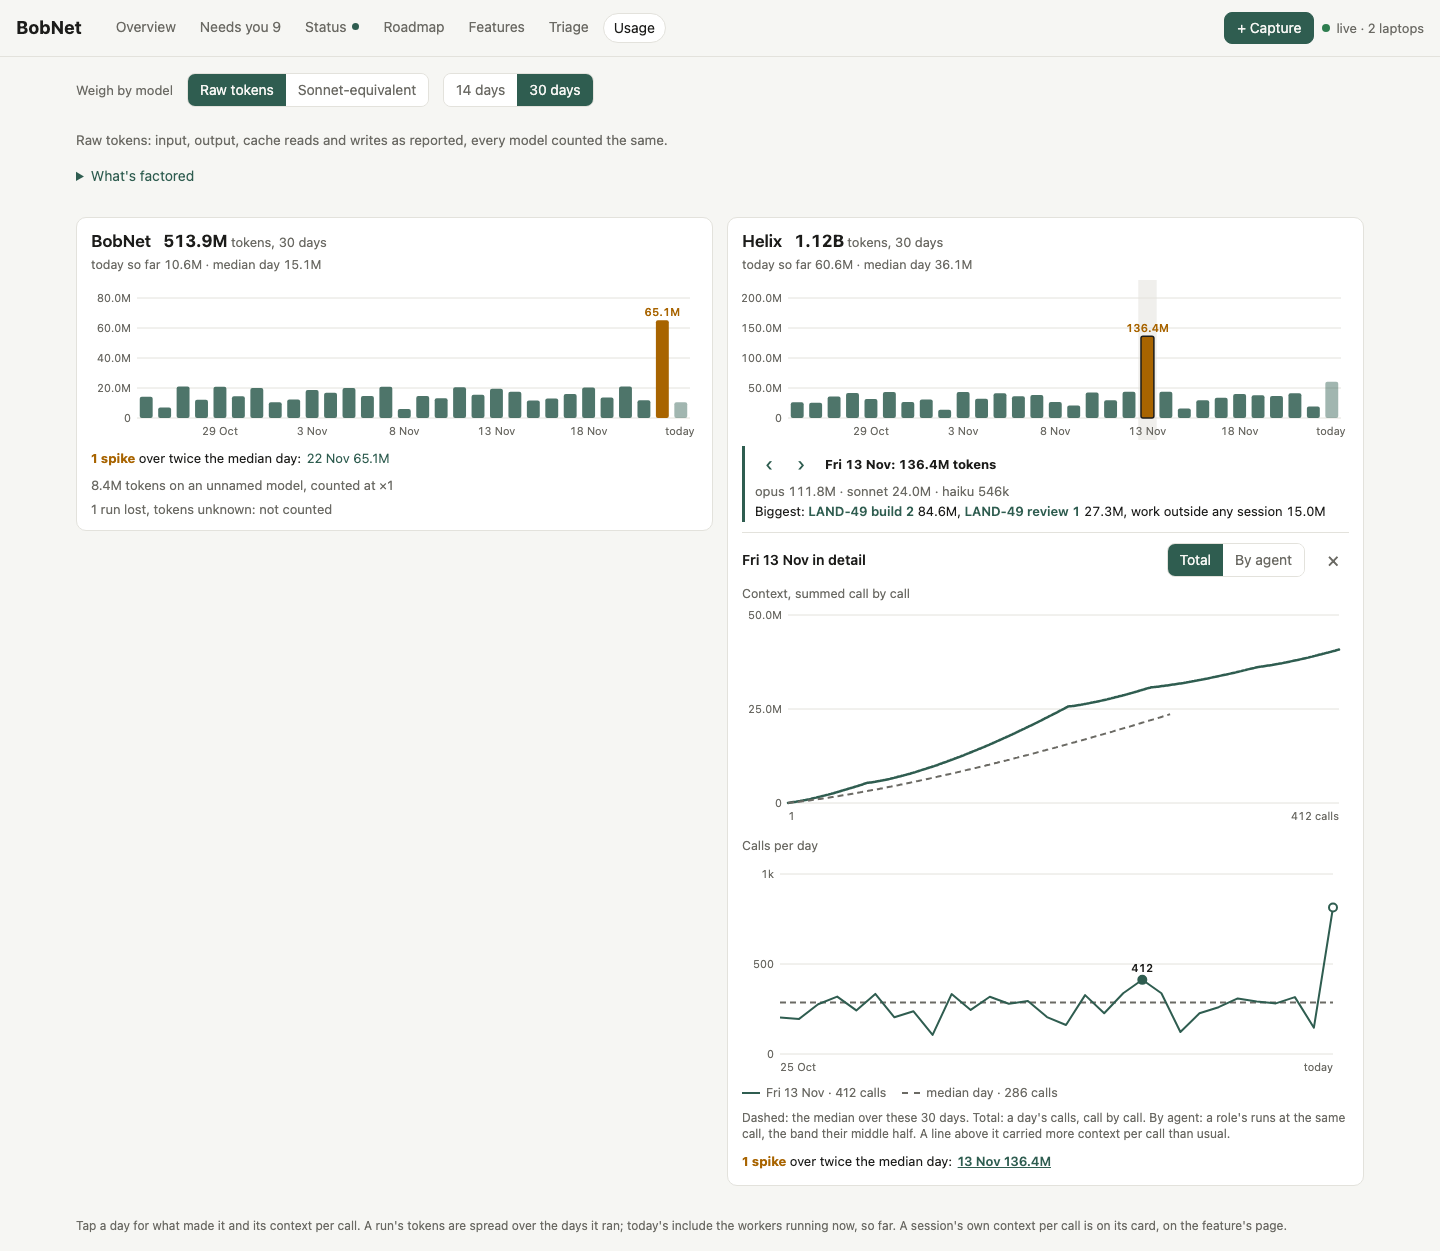 BobNet Overview Needs you 9 Status Roadmap Features Triage Usage + Capture live · 2 laptops
Weigh by model Raw tokens Sonnet-equivalent 14 days 30 days
Raw tokens: input, output, cache reads and writes as reported, every model counted the same.
What's factored
BobNet 513.9M tokens, 30 days
today so far 10.6M · median day 15.1M
80.0M
65.1M
60.0M
40.0M
20.0M
0
29 Oct 3 Nov 8 Nov 13 Nov 18 Nov today
1 spike over twice the median day: 22 Nov 65.1M
8.4M tokens on an unnamed model, counted at ×1
1 run lost, tokens unknown: not counted
Helix 1.12B tokens, 30 days
today so far 60.6M · median day 36.1M
200.0M
150.0M 136.4M
100.0M
50.0M
0
29 Oct 3 Nov 8 Nov 13 Nov 18 Nov today
‹ › Fri 13 Nov: 136.4M tokens
opus 111.8M · sonnet 24.0M · haiku 546k
Biggest: LAND-49 build 2 84.6M, LAND-49 review 1 27.3M, work outside any session 15.0M
Fri 13 Nov in detail Total By agent ×
Context, summed call by call
50.0M
25.0M
0
1 412 calls
Calls per day
1k
500 412
0
25 Oct today
Fri 13 Nov · 412 calls median day · 286 calls
Dashed: the median over these 30 days. Total: a day's calls, call by call. By agent: a role's runs at the same
call, the band their middle half. A line above it carried more context per call than usual.
1 spike over twice the median day: 13 Nov 136.4M
Tap a day for what made it and its context per call. A run's tokens are spread over the days it ran; today's include the workers running now, so far. A session's own context per call is on its card, on the feature's page.